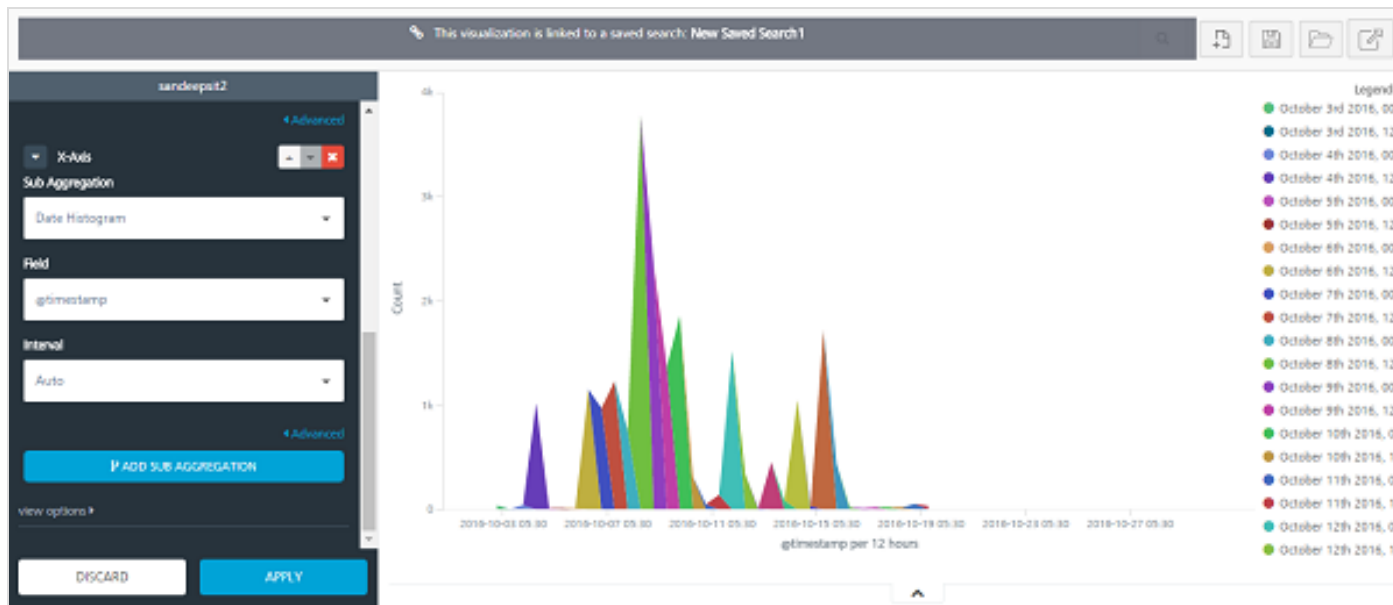 This visualization is linked to a saved search: New Saved Search1
sandeepsit2
Advanced
X-Axis
Sub Aggregation
Date Histogram
Field
@timestamp
Interval
Auto
Advanced
ADD SUB AGGREGATION
view options
DISCARD
APPLY
4k
3k
2k
1k
0
Count
2016-10-03 05:30
2016-10-07 05:30
2016-10-11 05:30
2016-10-15 05:30
2016-10-19 05:30
2016-10-23 05:30
2016-10-27 05:30
@timestamp per 12 hours
Legend
October 3rd 2016, 00
October 3rd 2016, 12
October 4th 2016, 00
October 4th 2016, 12
October 5th 2016, 00
October 5th 2016, 12
October 6th 2016, 00
October 6th 2016, 12
October 7th 2016, 00
October 7th 2016, 12
October 8th 2016, 00
October 8th 2016, 12
October 9th 2016, 00
October 9th 2016, 12
October 10th 2016, 0
October 10th 2016, 1
October 11th 2016, 0
October 11th 2016, 1
October 12th 2016, 0
October 12th 2016, 1